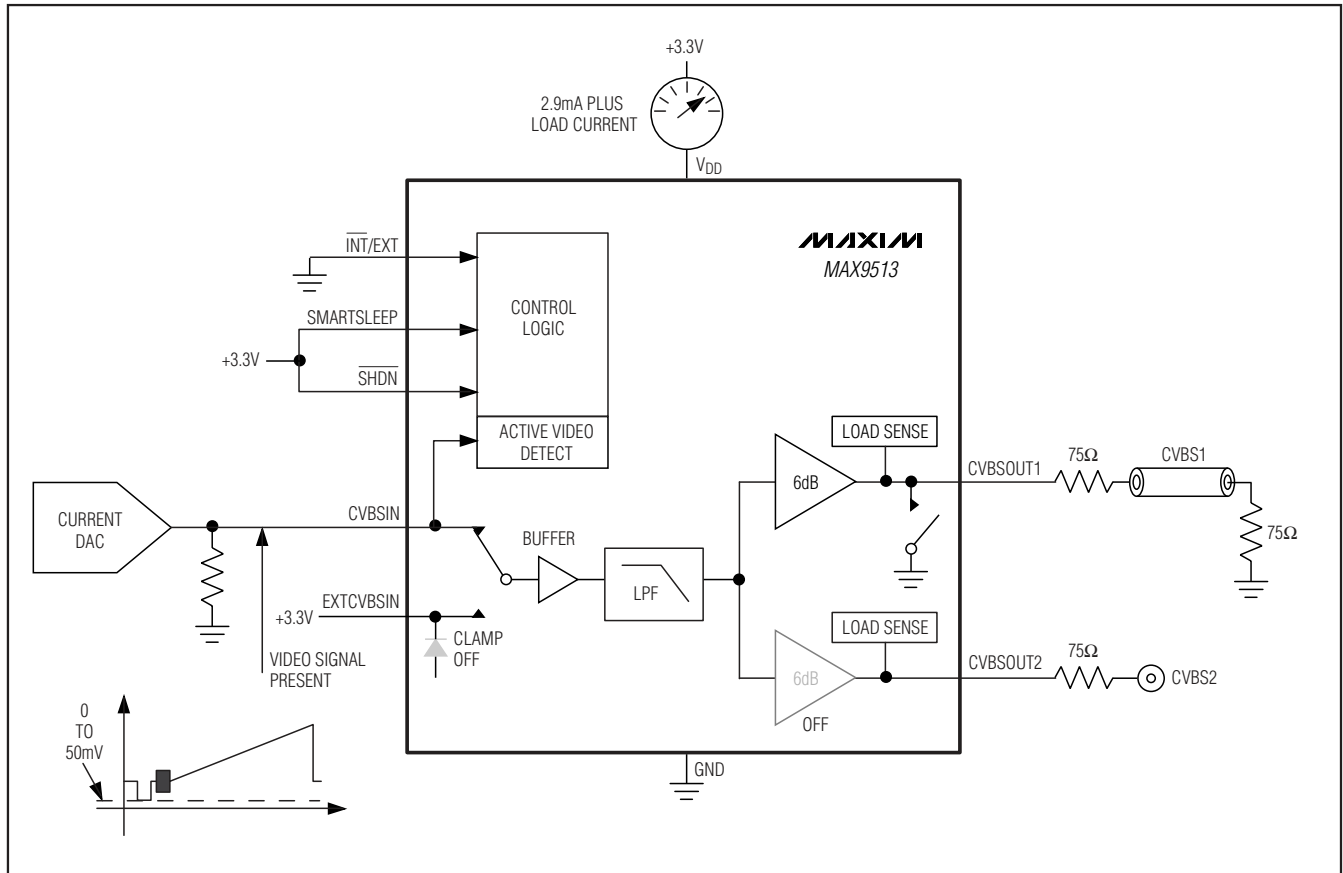 +3.3V
2.9mA PLUS
LOAD CURRENT
VDD
INT/EXT
MAXIM
MAX9513
CONTROL
LOGIC
SMARTSLEEP
+3.3V
SHDN
ACTIVE VIDEO
DETECT
LOAD SENSE
CVBSOUT1
75Ω
CVBS1
6dB
75Ω
CURRENT
DAC
CVBSIN
BUFFER
LPF
+3.3V
EXTCVBSIN
CLAMP
OFF
VIDEO SIGNAL
PRESENT
LOAD SENSE
CVBSOUT2
75Ω
CVBS2
6dB
OFF
0
TO
50mV
GND